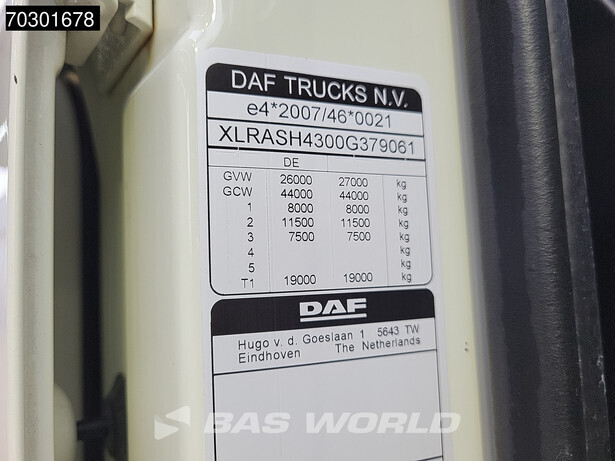 70301678
DAF TRUCKS N.V.
e4*2007/46*0021
XLRASH4300G379061
DE
GVW 26000 27000 kg
GCW 44000 44000 kg
1 8000 8000 kg
2 11500 11500 kg
3 7500 7500 kg
4 kg
5 kg
T1 19000 19000 kg
DAF
Hugo v. d. Goeslaan 1 5643 TW
Eindhoven The Netherlands
BAS WORLD